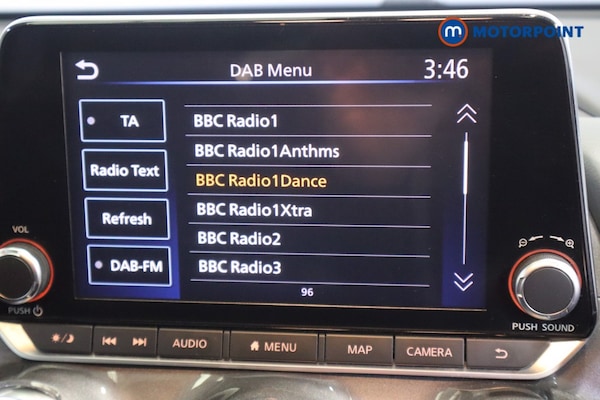 m MOTORPOINT
DAB Menu 3:46
TA
Radio Text
Refresh
DAB-FM
BBC Radio1
BBC Radio1Anthms
BBC Radio1Dance
BBC Radio1Xtra
BBC Radio2
BBC Radio3
96
VOL
PUSH
PUSH SOUND
AUDIO
MENU
MAP
CAMERA